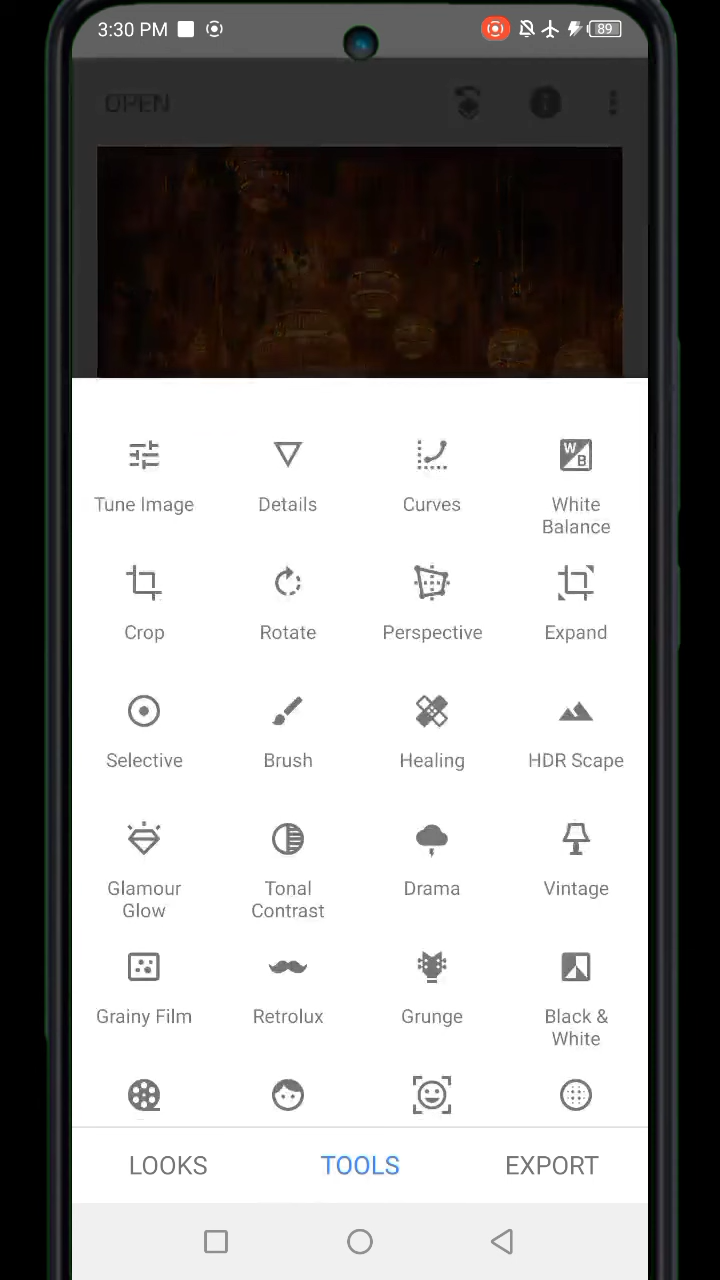 3:30 PM
89
OPEN
Tune Image Details Curves White
Balance
W
B
Crop Rotate Perspective Expand
Selective Brush Healing HDR Scape
Glamour Tonal Drama Vintage
Glow Contrast
Grainy Film Retrolux Grunge Black &
White
LOOKS TOOLS EXPORT